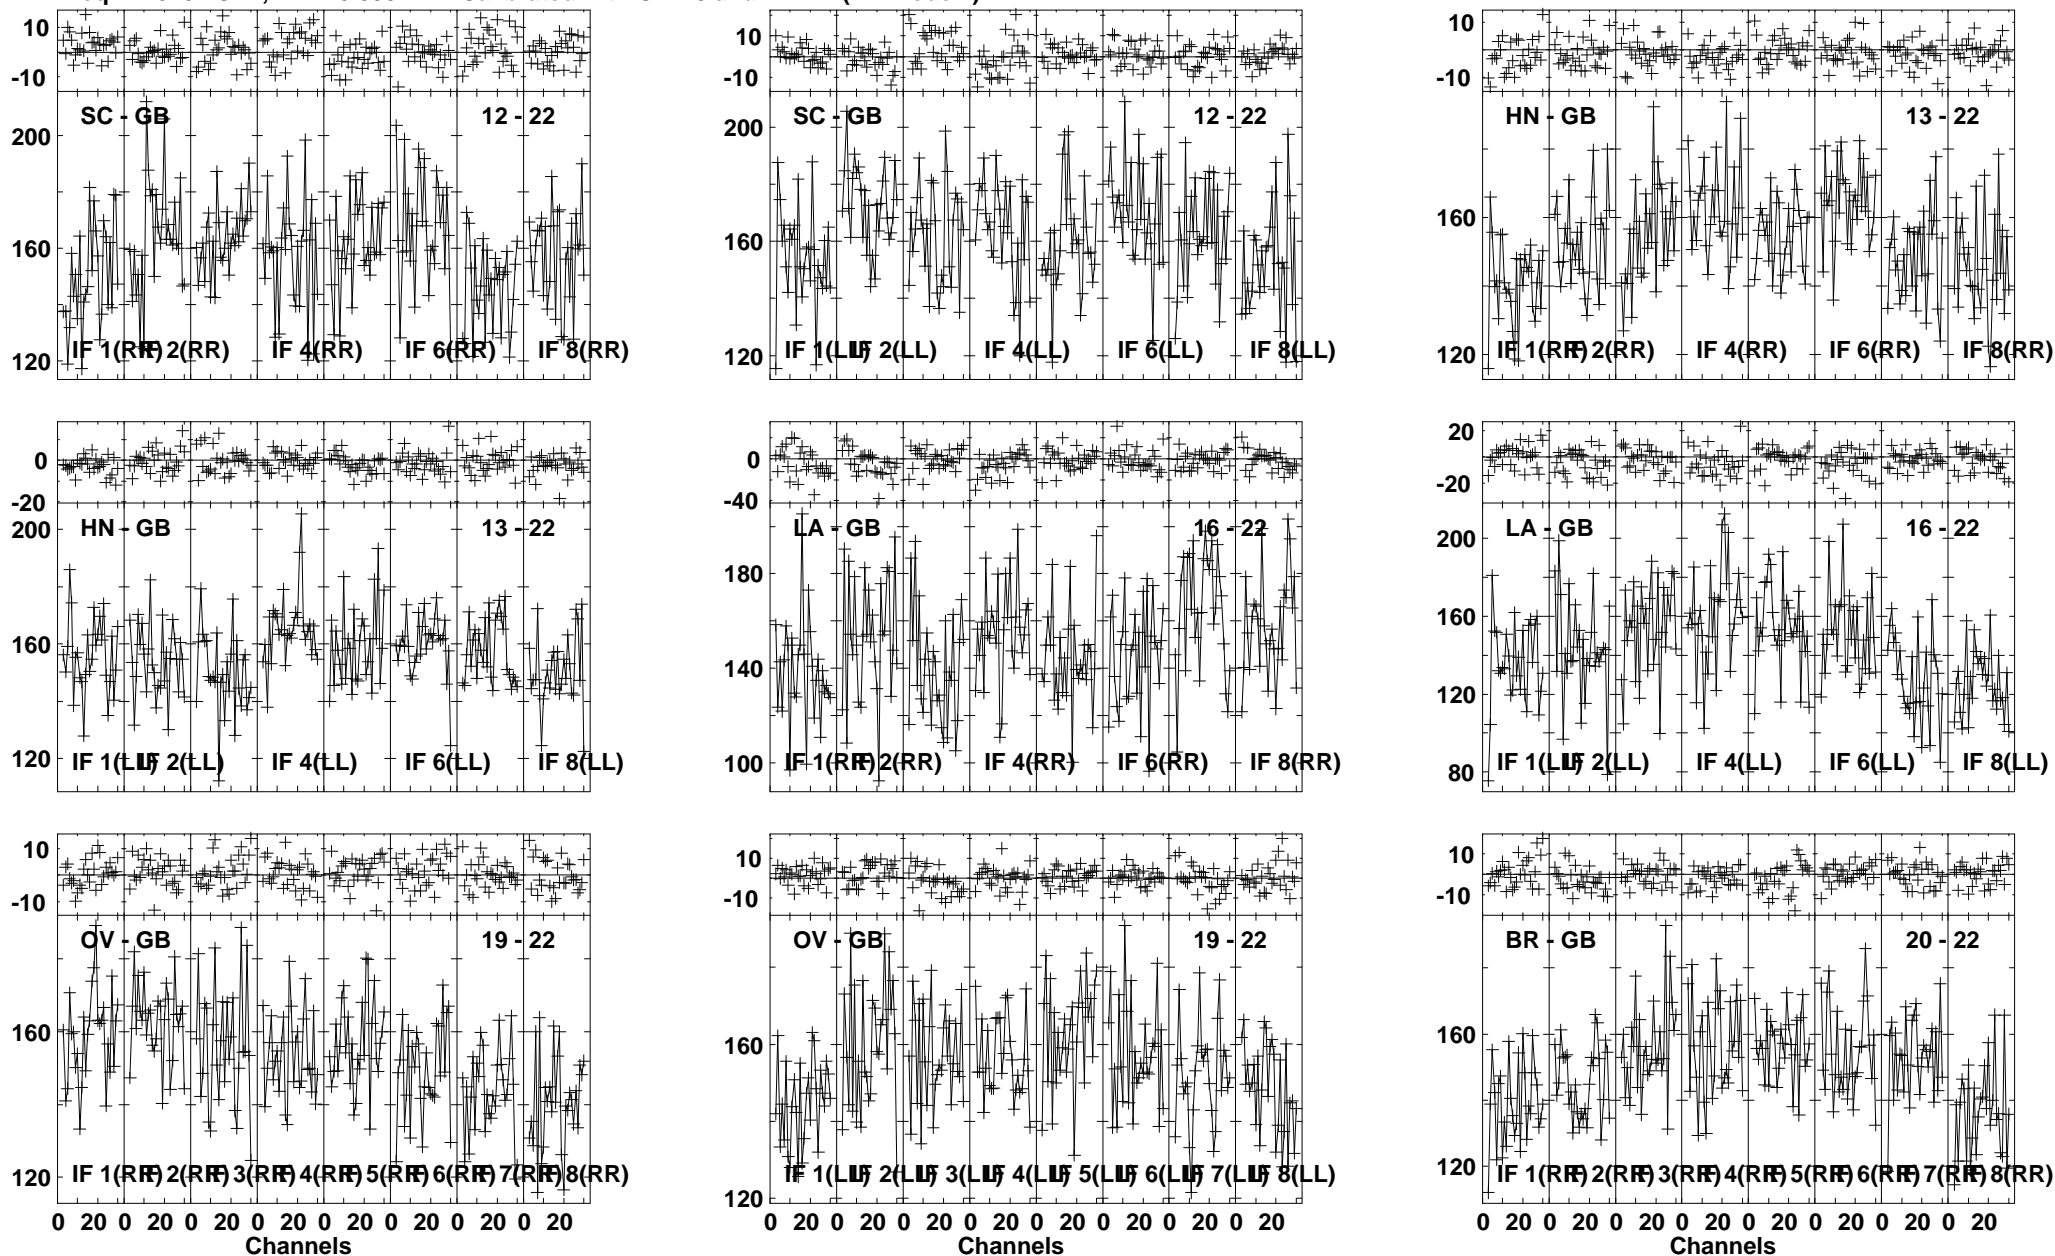 10
-10
SC - GB 12 - 22
200
160
120
IF 1(RR) IF 2(RR) IF 4(RR) IF 6(RR) IF 8(RR)
10
-10
SC - GB 12 - 22
200
160
120
IF 1(LL) IF 2(LL) IF 4(LL) IF 6(LL) IF 8(LL)
10
-10
HN - GB 13 - 22
160
120
IF 1(RR) IF 2(RR) IF 4(RR) IF 6(RR) IF 8(RR)
0
-20
HN - GB 13 - 22
200
160
120
IF 1(LL) IF 2(LL) IF 4(LL) IF 6(LL) IF 8(LL)
0
-40
LA - GB 16 - 22
180
140
100
IF 1(RR) IF 2(RR) IF 4(RR) IF 6(RR) IF 8(RR)
20
-20
LA - GB 16 - 22
200
160
120
80
IF 1(LL) IF 2(LL) IF 4(LL) IF 6(LL) IF 8(LL)
10
-10
OV - GB 19 - 22
160
120
IF 1(RR) IF 2(RR) IF 3(RR) IF 4(RR) IF 5(RR) IF 6(RR) IF 7(RR) IF 8(RR)
0 20 0 20 0 20 0 20 0 20 0 20 0 20 0 20
Channels
10
-10
OV - GB 19 - 22
160
120
IF 1(LL) IF 2(LL) IF 3(LL) IF 4(LL) IF 5(LL) IF 6(LL) IF 7(LL) IF 8(LL)
0 20 0 20 0 20 0 20 0 20 0 20 0 20 0 20
Channels
10
-10
BR - GB 20 - 22
160
120
IF 1(RR) IF 2(RR) IF 3(RR) IF 4(RR) IF 5(RR) IF 6(RR) IF 7(RR) IF 8(RR)
0 20 0 20 0 20 0 20 0 20 0 20 0 20 0 20
Channels